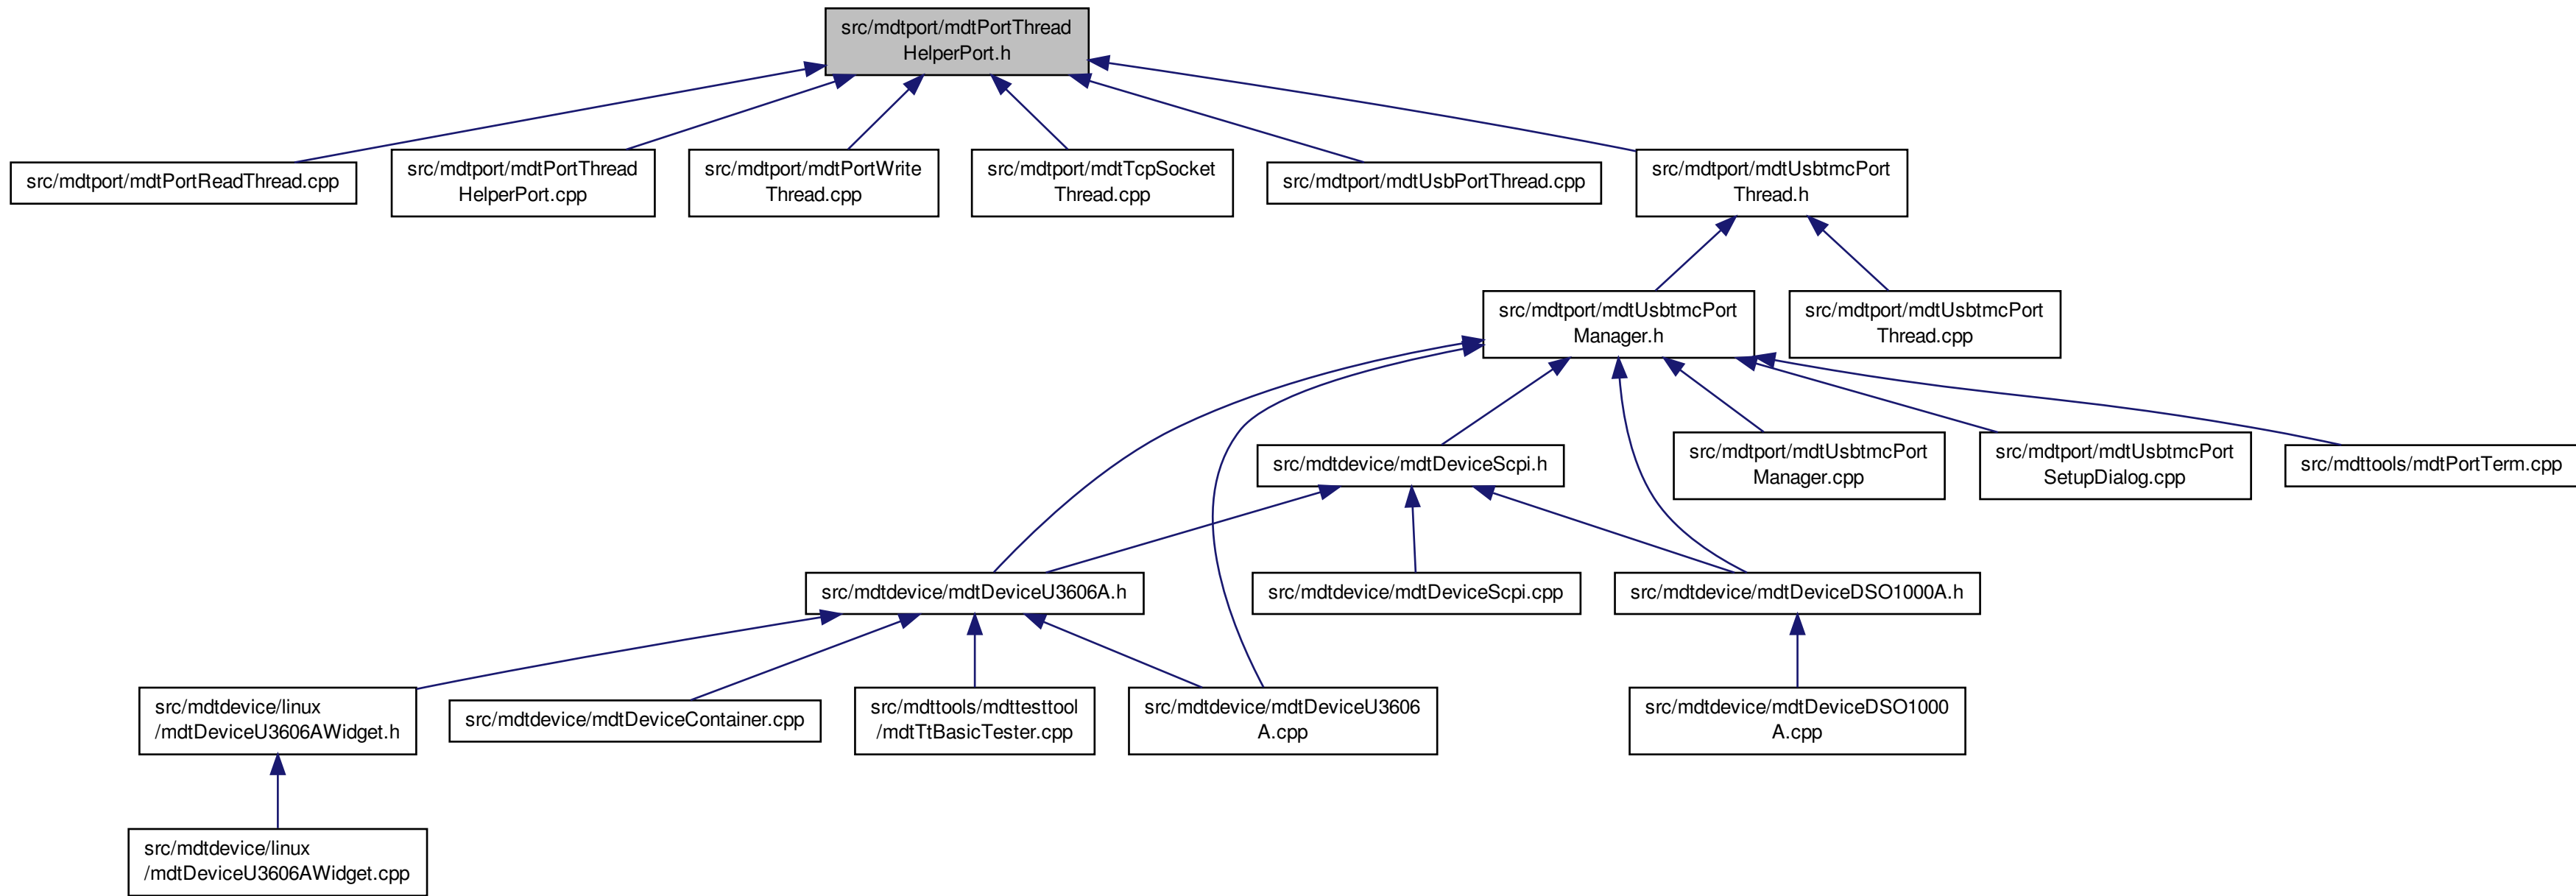 src/mdtport/mdtPortThread
HelperPort.h
src/mdtport/mdtPortReadThread.cpp
src/mdtport/mdtPortThread
HelperPort.cpp
src/mdtport/mdtPortWrite
Thread.cpp
src/mdtport/mdtTcpSocket
Thread.cpp
src/mdtport/mdtUsbPortThread.cpp
src/mdtport/mdtUsbtmcPort
Thread.h
src/mdtport/mdtUsbtmcPort
Manager.h
src/mdtport/mdtUsbtmcPort
Thread.cpp
src/mdtdevice/mdtDeviceScpi.h
src/mdtport/mdtUsbtmcPort
Manager.cpp
src/mdtport/mdtUsbtmcPort
SetupDialog.cpp
src/mdttools/mdtPortTerm.cpp
src/mdtdevice/mdtDeviceU3606A.h
src/mdtdevice/mdtDeviceScpi.cpp
src/mdtdevice/mdtDeviceDSO1000A.h
src/mdtdevice/linux
/mdtDeviceU3606AWidget.h
src/mdtdevice/mdtDeviceContainer.cpp
src/mdttools/mdttesttool
/mdtTtBasicTester.cpp
src/mdtdevice/mdtDeviceU3606
A.cpp
src/mdtdevice/mdtDeviceDSO1000
A.cpp
src/mdtdevice/linux
/mdtDeviceU3606AWidget.cpp